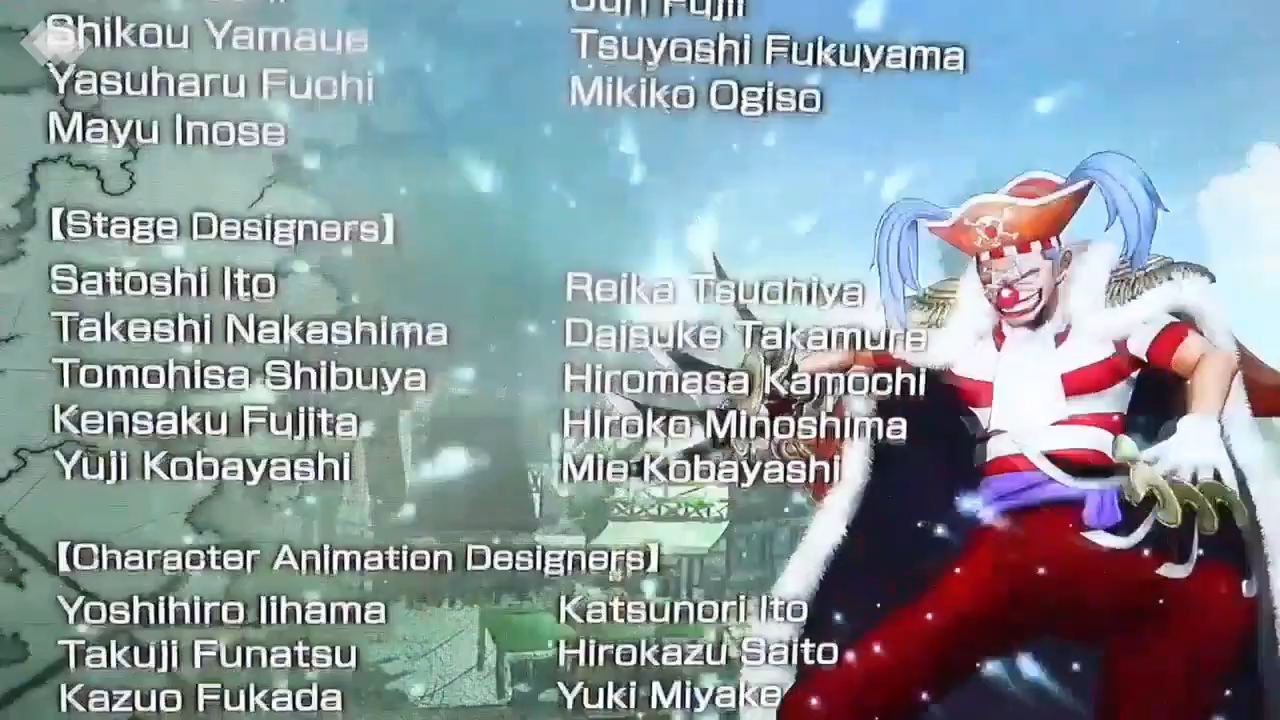 Shikou Yamaue
Yasuharu Fuchi
Mayu Inose
Tsuyoshi Fukuyama
Mikiko Ogiso
【Stage Designers】
Satoshi Ito
Takeshi Nakashima
Tomohisa Shibuya
Kensaku Fujita
Yuji Kobayashi
Reika Tsuchiya
Daisuke Takamure
Hiromasa Kamochi
Hiroko Minoshima
Mie Kobayashi
【Character Animation Designers】
Yoshihiro Iihama
Takuji Funatsu
Kazuo Fukada
Katsunori Ito
Hirokazu Saito
Yuki Miyake